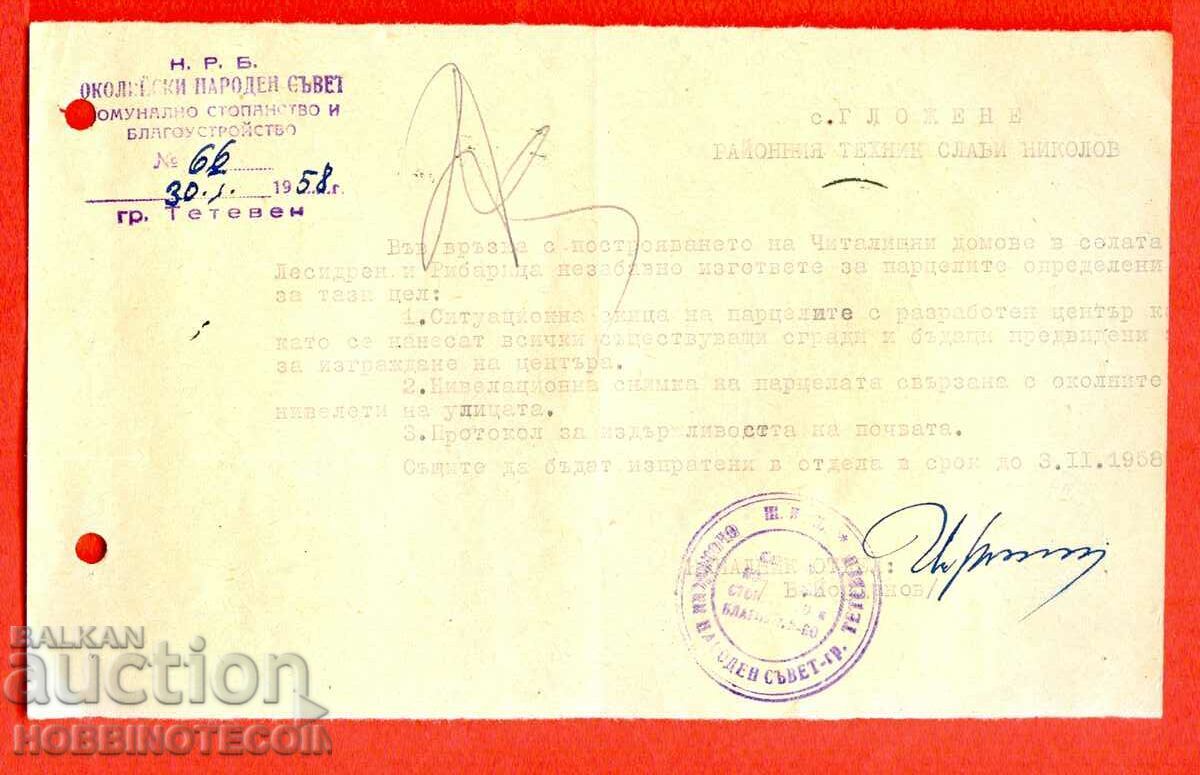 Н. Р. Б.
ОКОЛИЙСКИ НАРОДЕН СЪВЕТ
КОМУНАЛНО СТОПАНСТВО И
БЛАГОУСТРОЙСТВО
№ 66
30.I. 1958 г.
гр. Тетевен
с. ГЛОЖЕНЕ
РАЙОННИЯ ТЕХНИК СЛАВИ НИКОЛОВ
Във връзка с построяването на Читалищни домове в селата
Лесидрен и Рибарица незабавно изгответе за парцелите определени
за тази цел:
1.Ситуационна скица на парцелите с разработен център
като се нанесат всички съществуващи сгради и бъдащи предвидени
за изграждане на центъра.
2.Нивелационна снимка на парцелата свързана с околните
нивелети на улицата.
3.Протокол за издържливостта на почвата.
Същите да бъдат изпратени в отдела в срок до 3.II.1958
ОТДЕЛ:
НАРОДЕН СЪВЕТ-гр. ТЕТЕВЕН
BALKAN
auction
HOBBINOTECOIN